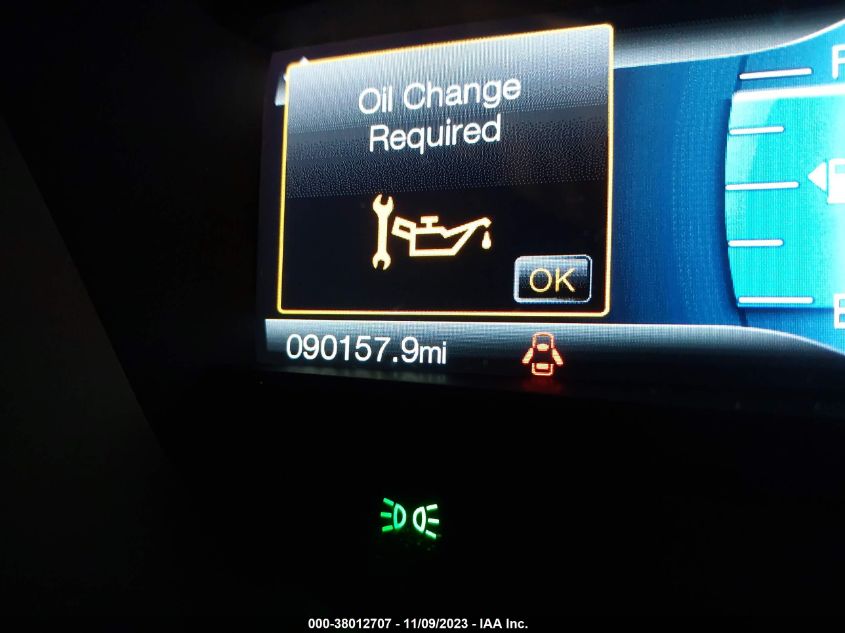 Oil Change
Required
OK
090157.9mi
F
E
000-38012707 - 11/09/2023 - IAA Inc.